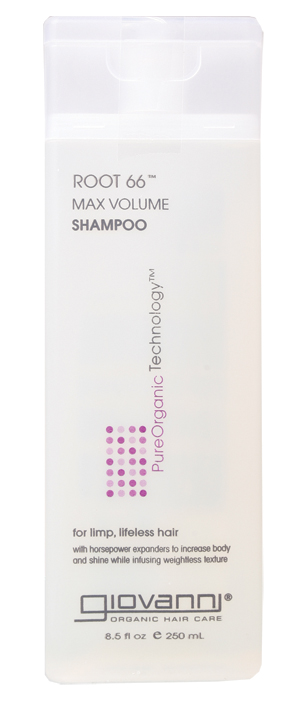 ROOT 66™
MAX VOLUME
SHAMPOO
PureOrganic Technology™
for limp, lifeless hair
with horsepower expanders to increase body
and shine while infusing weightless texture
giovanni®
ORGANIC HAIR CARE
8.5 fl oz e 250 mL